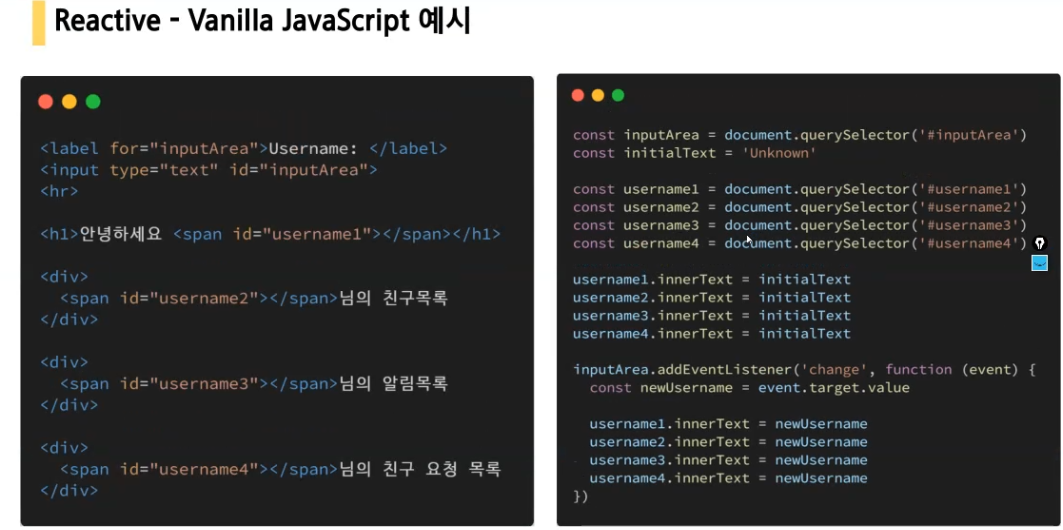 Reactive - Vanilla JavaScript 예시
<label for="inputArea">Username: </label>
<input type="text" id="inputArea">
<hr>
<h1>안녕하세요 <span id="username1"></span></h1>
<div>
<span id="username2"></span>님의 친구목록
</div>
<div>
<span id="username3"></span>님의 알림목록
</div>
<div>
<span id="username4"></span>님의 친구 요청 목록
</div>
const inputArea = document.querySelector('#inputArea')
const initialText = 'Unknown'
const username1 = document.querySelector('#username1')
const username2 = document.querySelector('#username2')
const username3 = document.querySelector('#username3')
const username4 = document.querySelector('#username4')
username1.innerText = initialText
username2.innerText = initialText
username3.innerText = initialText
username4.innerText = initialText
inputArea.addEventListener('change', function (event) {
const newUsername = event.target.value
username1.innerText = newUsername
username2.innerText = newUsername
username3.innerText = newUsername
username4.innerText = newUsername
})